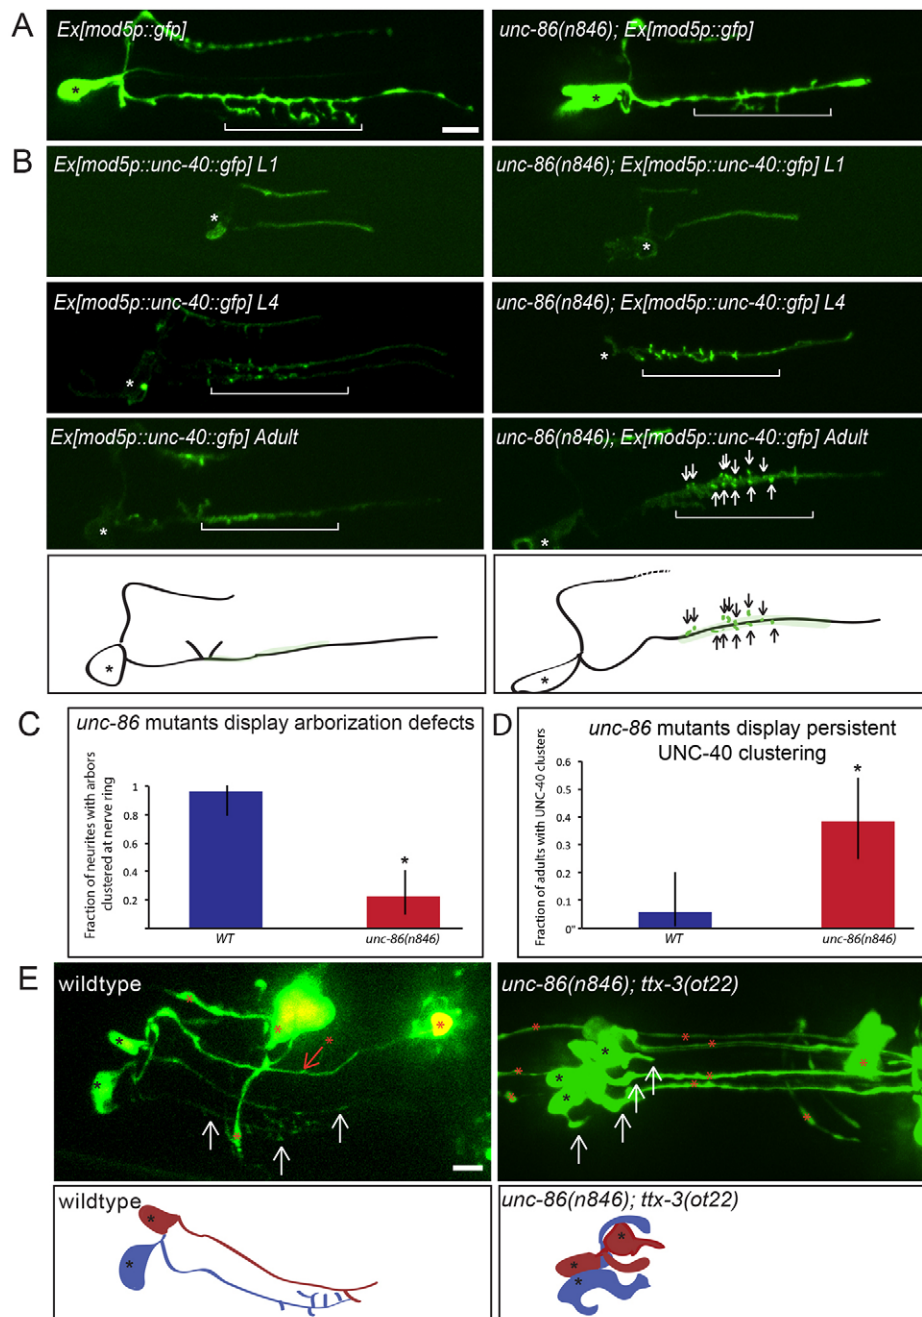 A
Ex[mod5p::gfp]
unc-86(n846); Ex[mod5p::gfp]
*
*
B
Ex[mod5p::unc-40::gfp] L1
unc-86(n846); Ex[mod5p::unc-40::gfp] L1
*
*
Ex[mod5p::unc-40::gfp] L4
unc-86(n846); Ex[mod5p::unc-40::gfp] L4
*
*
Ex[mod5p::unc-40::gfp] Adult
unc-86(n846); Ex[mod5p::unc-40::gfp] Adult
*
*
*
*
C
unc-86 mutants display arborization defects
Fraction of neurites with arbors
clustered at nerve ring
1
0.8
0.6
0.4
0.2
*
WT
unc-86(n846)
D
unc-86 mutants display persistent
UNC-40 clustering
Fraction of adults with UNC-40 clusters
0.6
0.5
0.4
0.3
0.2
0.1
0"
*
WT
unc-86(n846)
E
wildtype
unc-86(n846); ttx-3(ot22)
wildtype
unc-86(n846); ttx-3(ot22)